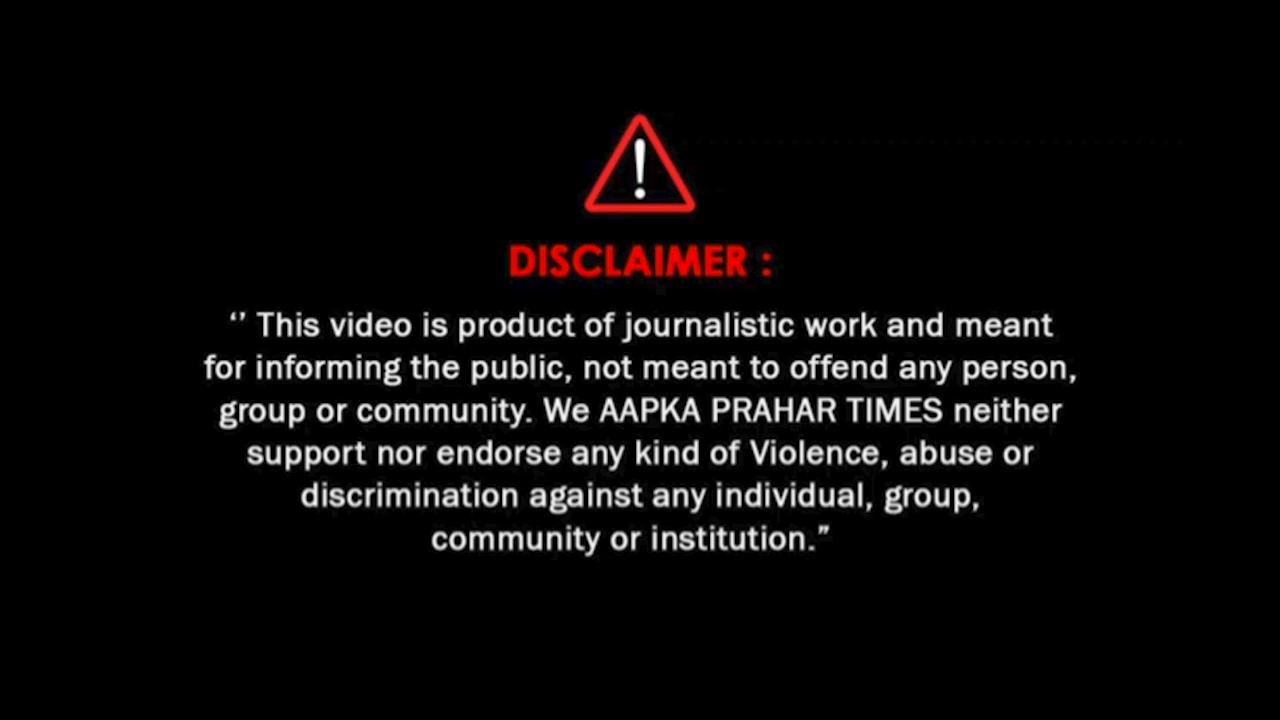 !
DISCLAIMER :
‘’ This video is product of journalistic work and meant
for informing the public, not meant to offend any person,
group or community. We AAPKA PRAHAR TIMES neither
support nor endorse any kind of Violence, abuse or
discrimination against any individual, group,
community or institution.”